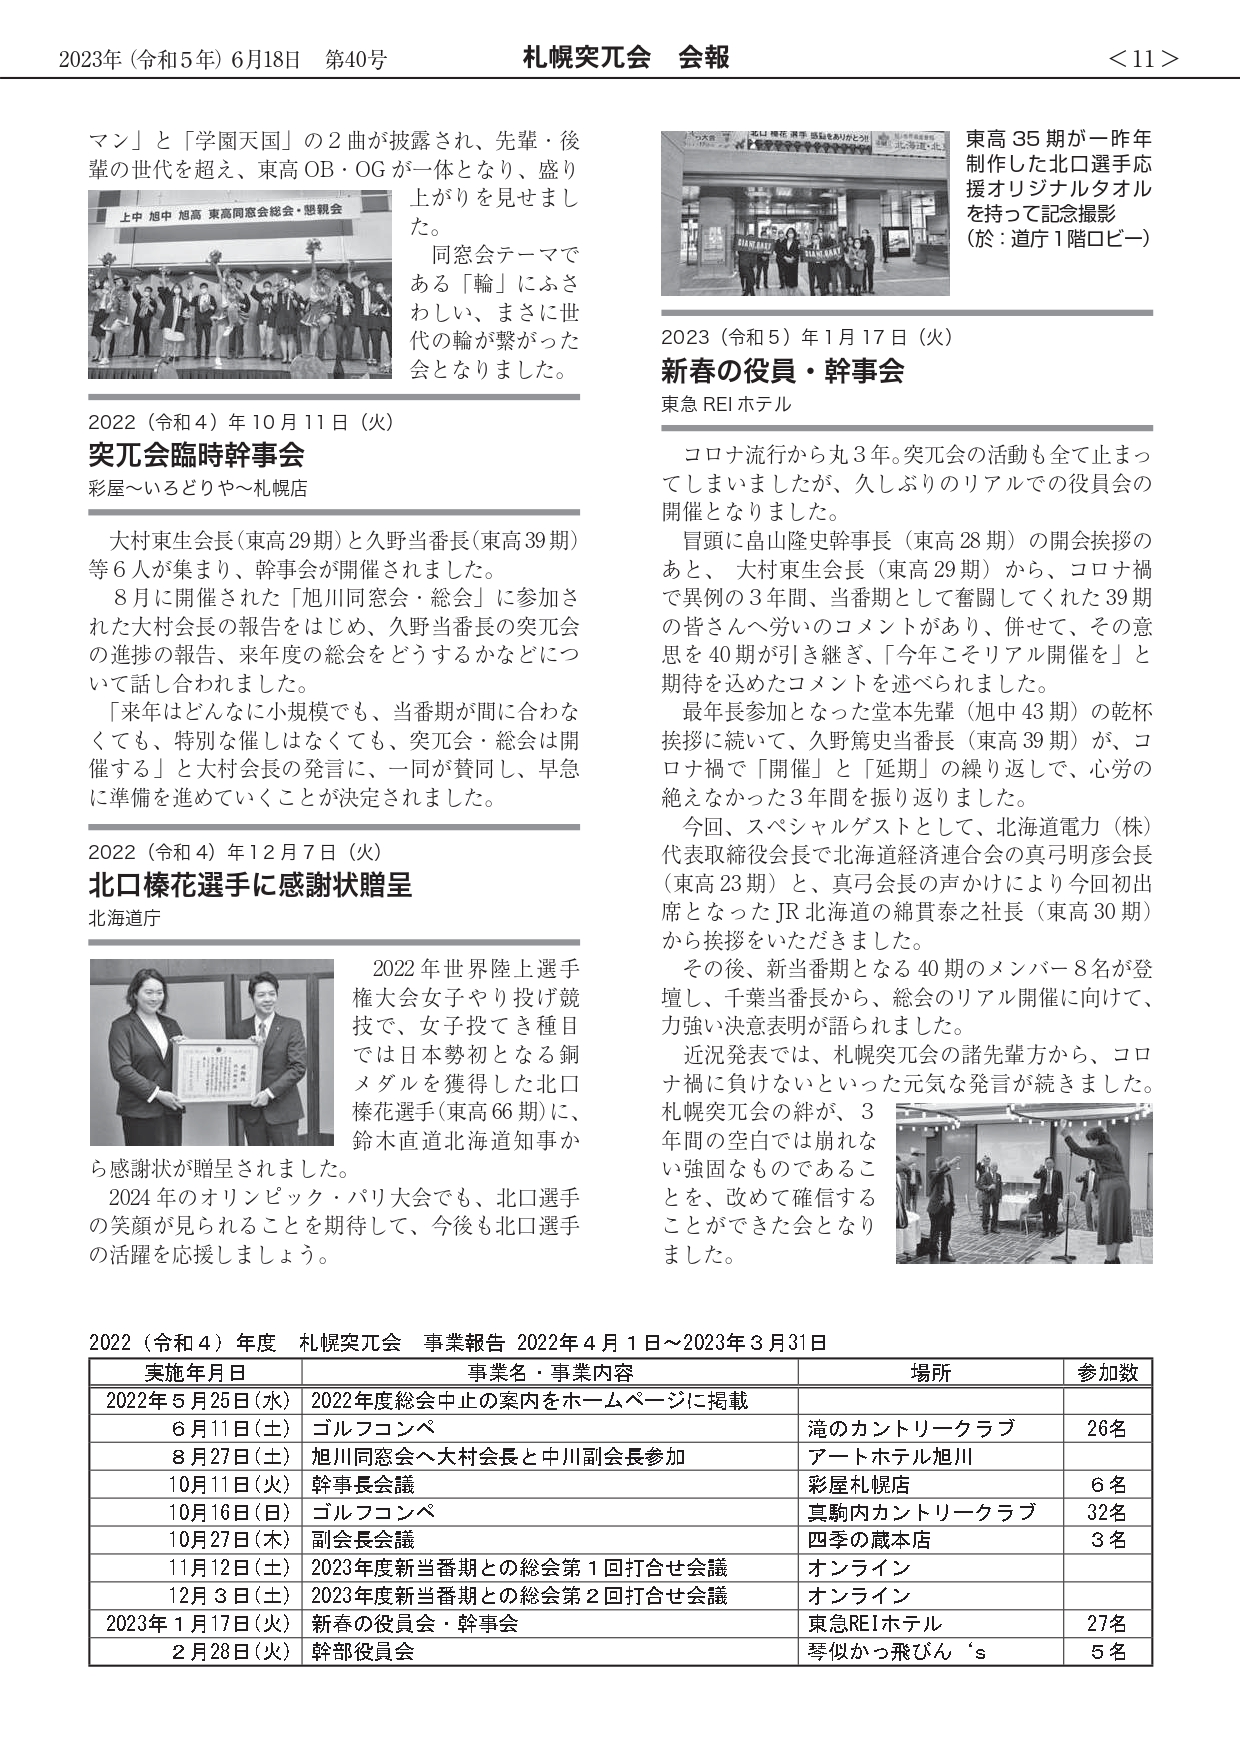 2023年（令和５年）6月18日　第40号
札幌突兀会　会報
＜11＞
マン」と「学園天国」の２曲が披露され、先輩・後
輩の世代を超え、東高 OB・OG が一体となり、盛り
上中 旭中 旭高 東高同窓会総会・懇親会
上がりを見せまし
た。
　同窓会テーマで
ある「輪」にふさ
わしい、まさに世
代の輪が繋がった
会となりました。
2022（令和４）年 10 月 11 日（火）
突兀会臨時幹事会
彩屋～いろどりや～札幌店
　大村東生会長（東高29期）と久野当番長（東高39期）
等６人が集まり、幹事会が開催されました。
　８月に開催された「旭川同窓会・総会」に参加さ
れた大村会長の報告をはじめ、久野当番長の突兀会
の進捗の報告、来年度の総会をどうするかなどにつ
いて話し合われました。
　「来年はどんなに小規模でも、当番期が間に合わな
くても、特別な催しはなくても、突兀会・総会は開
催する」と大村会長の発言に、一同が賛同し、早急
に準備を進めていくことが決定されました。
2022（令和４）年１２月７日（火）
北口榛花選手に感謝状贈呈
北海道庁
　2022 年世界陸上選手
権大会女子やり投げ競
技で、女子投てき種目
では日本勢初となる銅
メダルを獲得した北口
榛花選手（東高 66 期）に、
鈴木直道北海道知事か
ら感謝状が贈呈されました。
　2024 年のオリンピック・パリ大会でも、北口選手
の笑顔が見られることを期待して、今後も北口選手
の活躍を応援しましょう。
北口 榛花 選手 感動をありがとう!!
東高 35 期が一昨年
制作した北口選手応
援オリジナルタオル
を持って記念撮影
（於：道庁１階ロビー）
2023（令和５）年１月 17 日（火）
新春の役員・幹事会
東急 REI ホテル
　コロナ流行から丸３年。突兀会の活動も全て止まっ
てしまいましたが、久しぶりのリアルでの役員会の
開催となりました。
　冒頭に畠山隆史幹事長（東高 28 期）の開会挨拶の
あと、　大村東生会長（東高 29 期）から、コロナ禍
で異例の３年間、当番期として奮闘してくれた 39 期
の皆さんへ労いのコメントがあり、併せて、その意
思を 40 期が引き継ぎ、「今年こそリアル開催を」と
期待を込めたコメントを述べられました。
　最年長参加となった堂本先輩（旭中 43 期）の乾杯
挨拶に続いて、久野篤史当番長（東高 39 期）が、コ
ロナ禍で「開催」と「延期」の繰り返しで、心労の
絶えなかった３年間を振り返りました。
　今回、スペシャルゲストとして、北海道電力（株）
代表取締役会長で北海道経済連合会の真弓明彦会長
（東高 23 期）と、真弓会長の声かけにより今回初出
席となった JR 北海道の綿貫泰之社長（東高 30 期）
から挨拶をいただきました。
　その後、新当番期となる 40 期のメンバー８名が登
壇し、千葉当番長から、総会のリアル開催に向けて、
力強い決意表明が語られました。
　近況発表では、札幌突兀会の諸先輩方から、コロ
ナ禍に負けないといった元気な発言が続きました。
札幌突兀会の絆が、３
年間の空白では崩れな
い強固なものであるこ
とを、改めて確信する
ことができた会となり
ました。
2022（令和４）年度　札幌突兀会　事業報告 2022年４月１日～2023年３月31日
実施年月日　事業名・事業内容　場所　参加数
2022年５月25日（水）　2022年度総会中止の案内をホームページに掲載
６月11日（土）　ゴルフコンペ　滝のカントリークラブ　26名
８月27日（土）　旭川同窓会へ大村会長と中川副会長参加　アートホテル旭川
10月11日（火）　幹事長会議　彩屋札幌店　６名
10月16日（日）　ゴルフコンペ　真駒内カントリークラブ　32名
10月27日（木）　副会長会議　四季の蔵本店　３名
11月12日（土）　2023年度新当番期との総会第１回打合せ会議　オンライン
12月３日（土）　2023年度新当番期との総会第２回打合せ会議　オンライン
2023年１月17日（火）　新春の役員会・幹事会　東急REIホテル　27名
２月28日（火）　幹部役員会　琴似かっ飛びん‘s　５名